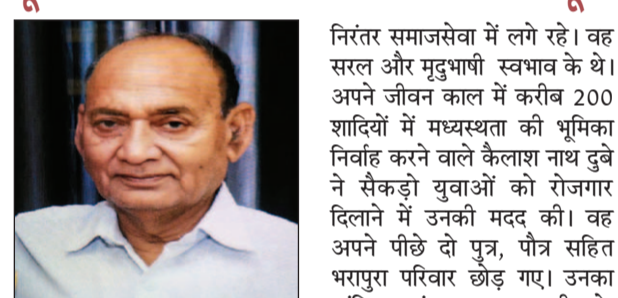 निरंतर समाजसेवा में लगे रहे। वह
सरल और मृदुभाषी स्वभाव के थे।
अपने जीवन काल में करीब 200
शादियों में मध्यस्थता की भूमिका
निर्वाह करने वाले कैलाश नाथ दुबे
ने सैकड़ो युवाओं को रोजगार
दिलाने में उनकी मदद की। वह
अपने पीछे दो पुत्र, पौत्र सहित
भरापुरा परिवार छोड़ गए। उनका